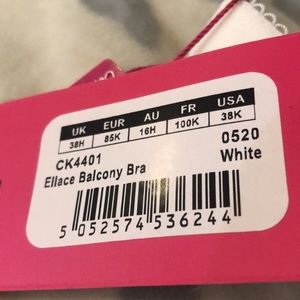 UK EUR AU FR USA
38H 85K 16H 100K 38K
CK4401 0520
Ellace Balcony Bra White
5 052574 536244